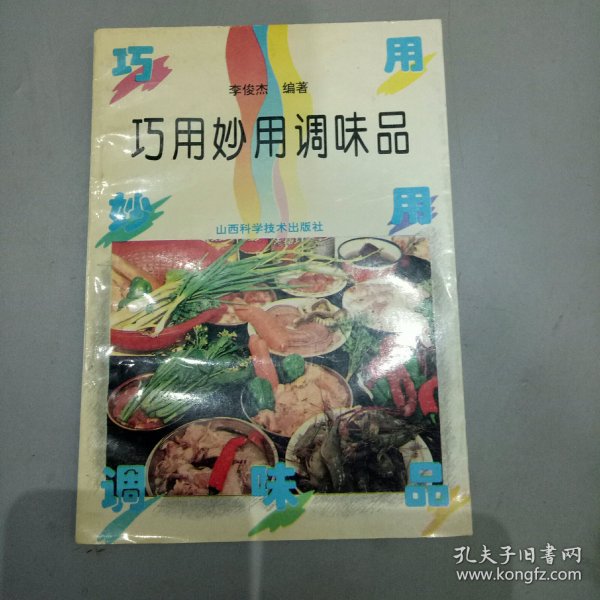 巧 用
李俊杰 编著
巧用妙用调味品
妙 用
山西科学技术出版社
调 味 品
孔夫子旧书网
www.kongfz.com